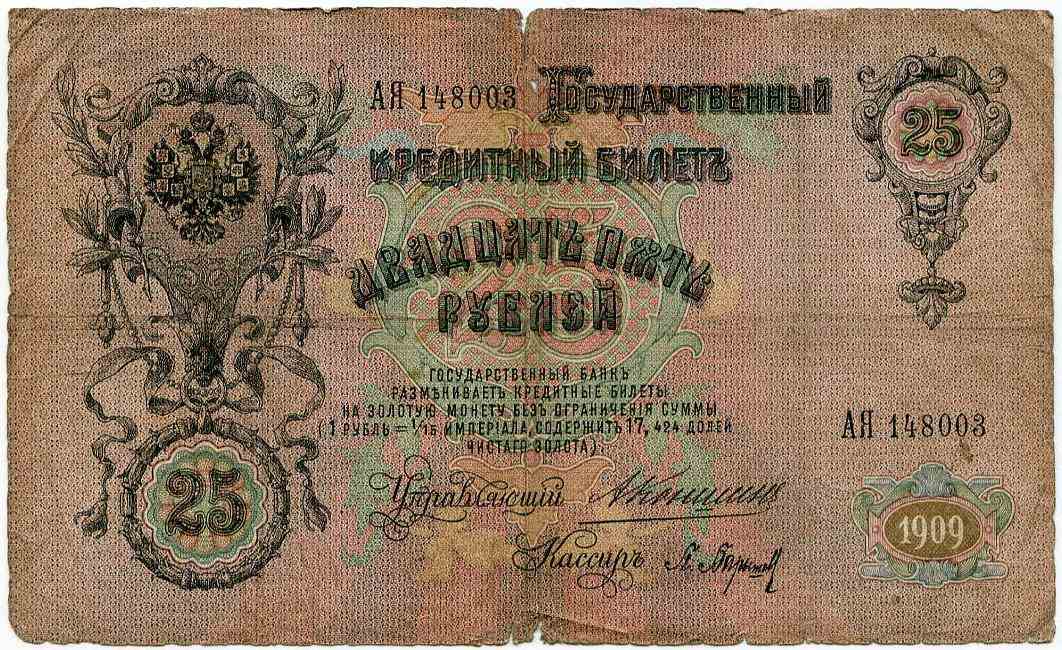 АЯ 148003 Государственный
25
кредитный билетъ
двадцать пять
рублей
Государственный банкъ
размѣниваетъ кредитные билеты
на золотую монету безъ ограниченія суммы
(1 рубль = 1/15 имперіала, содержитъ 17,424 долей
чистаго золота).
АЯ 148003
Управляющій АКоншинъ
25
1909
Кассиръ